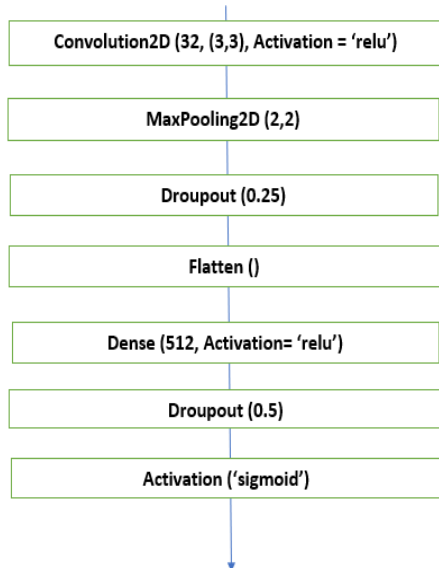 Convolution2D (32, (3,3), Activation = ‘relu’)
MaxPooling2D (2,2)
Droupout (0.25)
Flatten ()
Dense (512, Activation= ‘relu’)
Droupout (0.5)
Activation (‘sigmoid’)